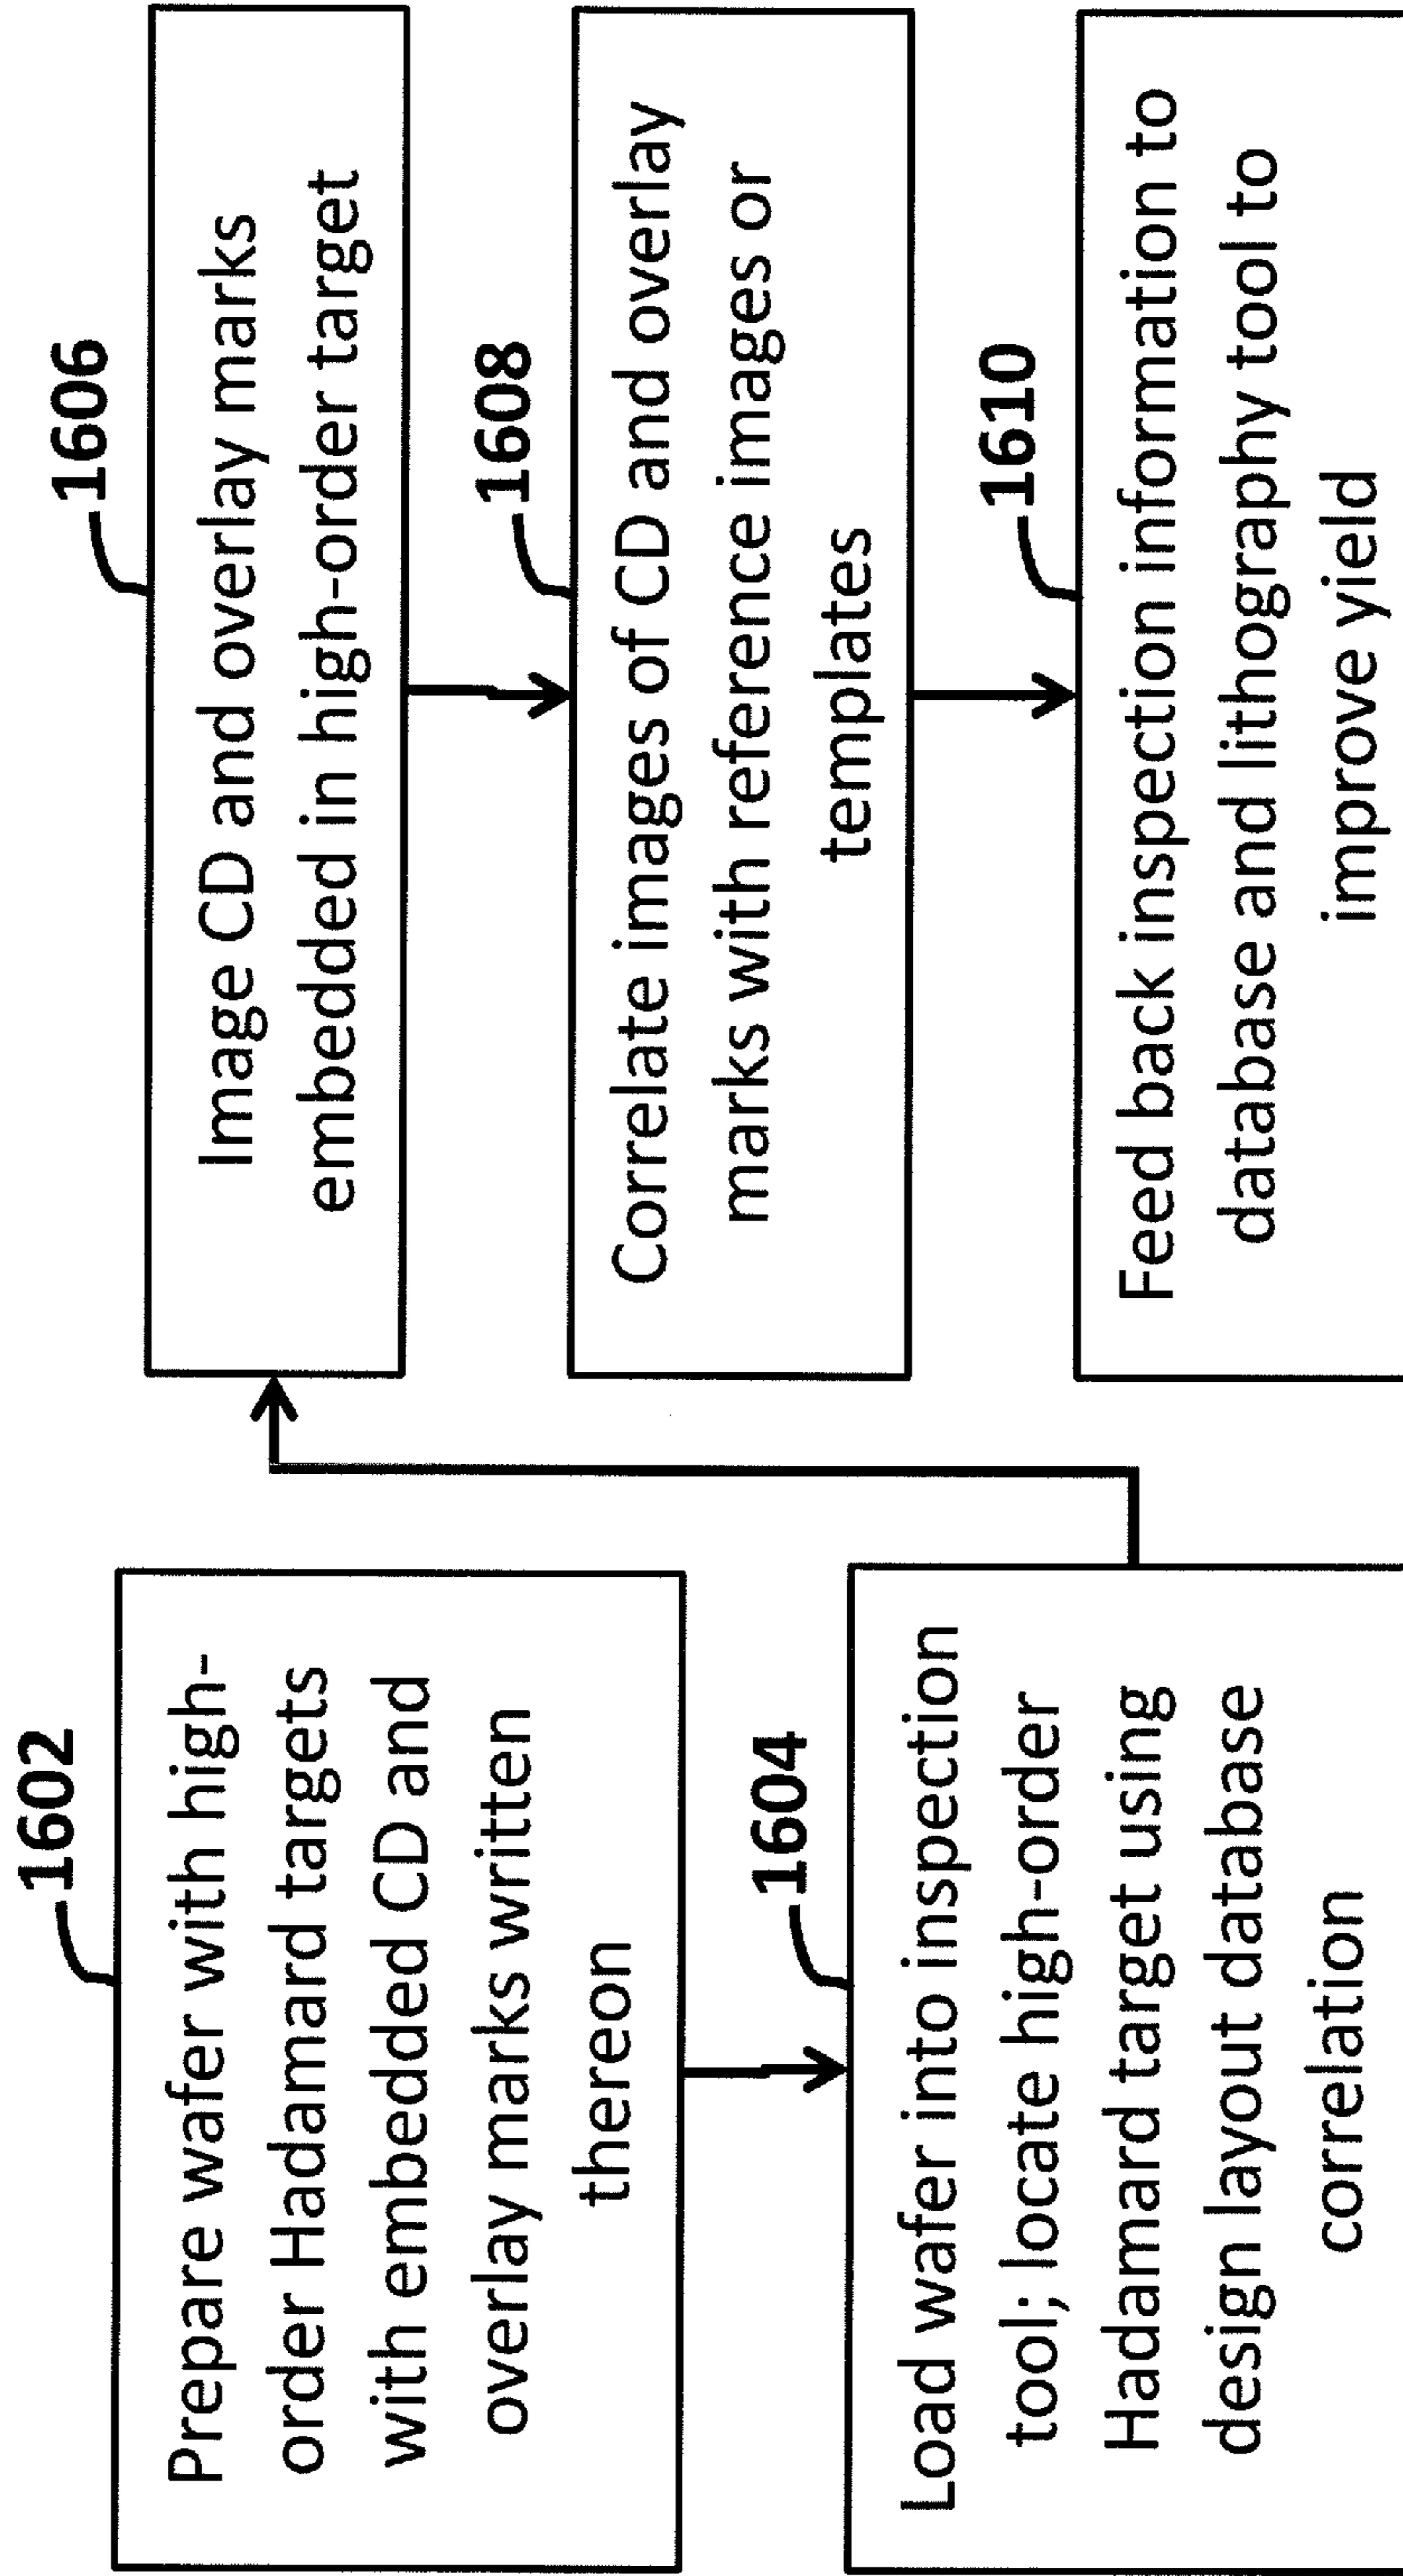 1602
Prepare wafer with high-
order Hadamard targets
with embedded CD and
overlay marks written
thereon
1604
Load wafer into inspection
tool; locate high-order
Hadamard target using
design layout database
correlation
1606
Image CD and overlay marks
embedded in high-order target
1608
Correlate images of CD and overlay
marks with reference images or
templates
1610
Feed back inspection information to
database and lithography tool to
improve yield